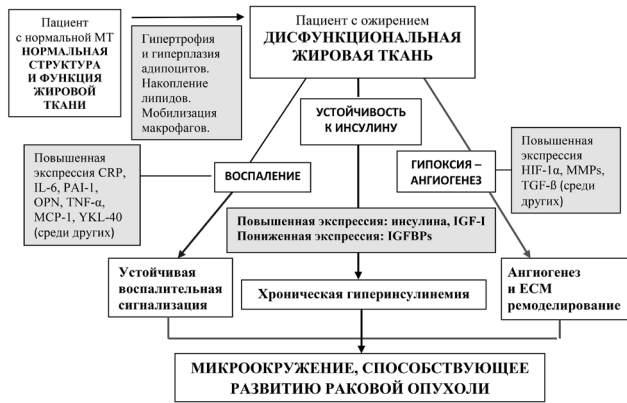 Пациент
с нормальной МТ
НОРМАЛЬНАЯ
СТРУКТУРА
И ФУНКЦИЯ
ЖИРОВОЙ
ТКАНИ
Гипертрофия
и гиперплазия
адипоцитов.
Накопление
липидов.
Мобилизация
макрофагов.
Пациент с ожирением
ДИСФУНКЦИОНАЛЬНАЯ
ЖИРОВАЯ ТКАНЬ
УСТОЙЧИВОСТЬ
К ИНСУЛИНУ
Повышенная
экспрессия CRP,
IL-6, PAI-1,
OPN, TNF-α,
MCP-1, YKL-40
(среди других)
ВОСПАЛЕНИЕ
ГИПОКСИЯ –
АНГИОГЕНЕЗ
Повышенная
экспрессия
HIF-1α, MMPs,
TGF-ß (среди
других)
Повышенная экспрессия: инсулина, IGF-I
Пониженная экспрессия: IGFBPs
Устойчивая
воспалительная
сигнализация
Хроническая гиперинсулинемия
Ангиогенез
и ECM
ремоделирование
МИКРООКРУЖЕНИЕ, СПОСОБСТВУЮЩЕЕ
РАЗВИТИЮ РАКОВОЙ ОПУХОЛИ